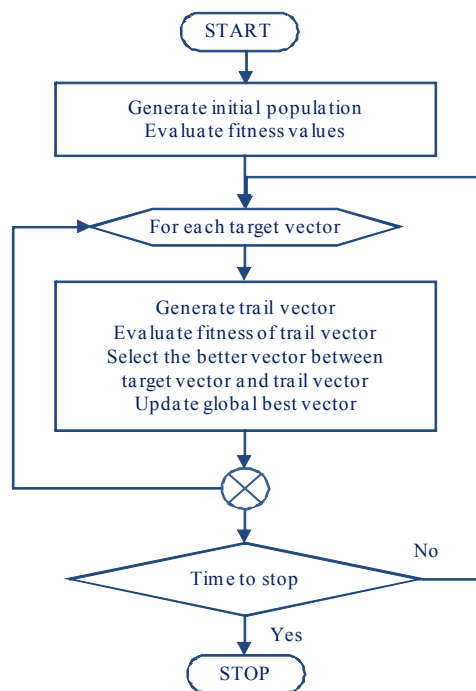 START
Generate initial population
Evaluate fitness values
For each target vector
Generate trail vector
Evaluate fitness of trail vector
Select the better vector between
target vector and trail vector
Update global best vector
Time to stop
No
Yes
STOP